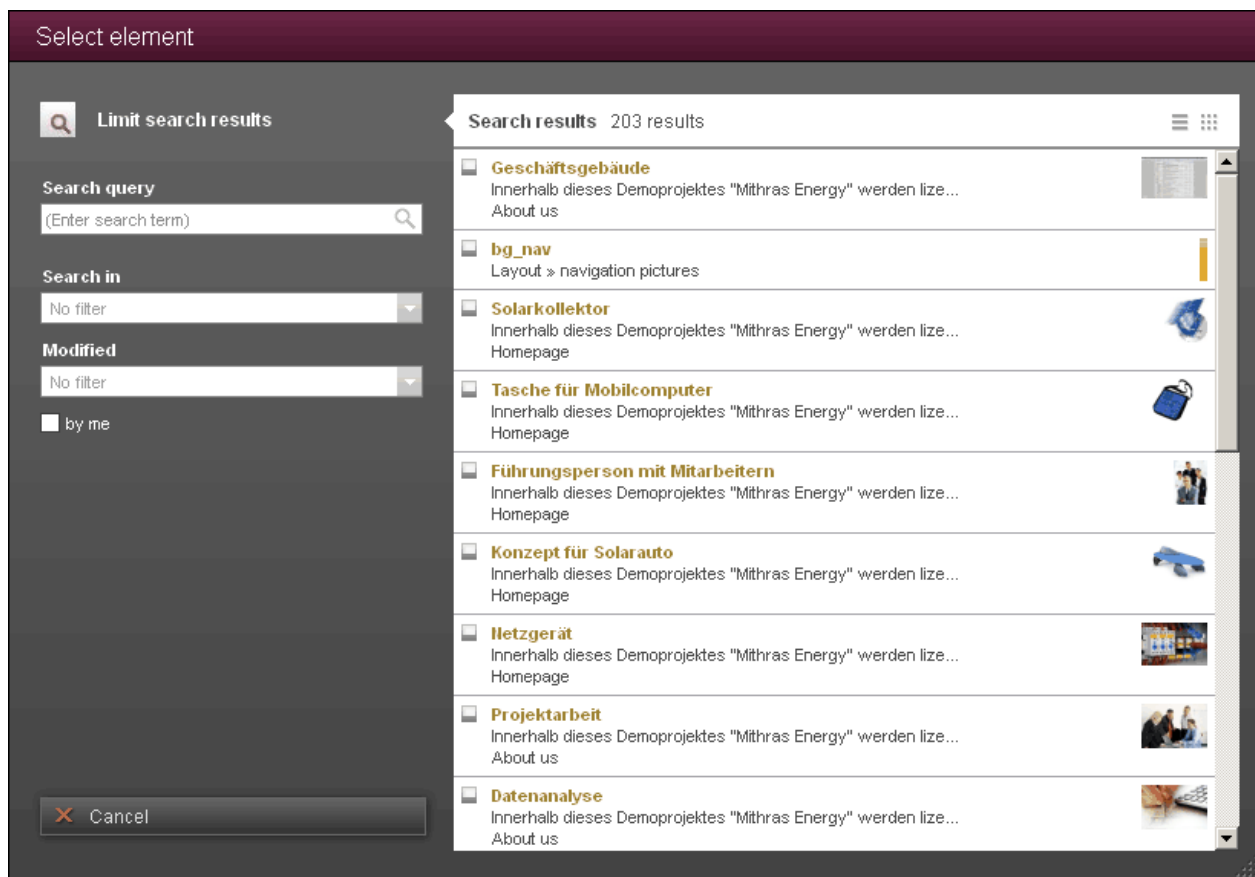 Select element
Limit search results
Search query
(Enter search term)
Search in
No filter
Modified
No filter
by me
Cancel
Search results 203 results
Geschäftsgebäude
Innerhalb dieses Demoprojektes "Mithras Energy" werden lize...
About us
bg_nav
Layout » navigation pictures
Solarkollektor
Innerhalb dieses Demoprojektes "Mithras Energy" werden lize...
Homepage
Tasche für Mobilcomputer
Innerhalb dieses Demoprojektes "Mithras Energy" werden lize...
Homepage
Führungsperson mit Mitarbeitern
Innerhalb dieses Demoprojektes "Mithras Energy" werden lize...
Homepage
Konzept für Solarauto
Innerhalb dieses Demoprojektes "Mithras Energy" werden lize...
Homepage
Netzgerät
Innerhalb dieses Demoprojektes "Mithras Energy" werden lize...
Homepage
Projektarbeit
Innerhalb dieses Demoprojektes "Mithras Energy" werden lize...
About us
Datenanalyse
Innerhalb dieses Demoprojektes "Mithras Energy" werden lize...
About us